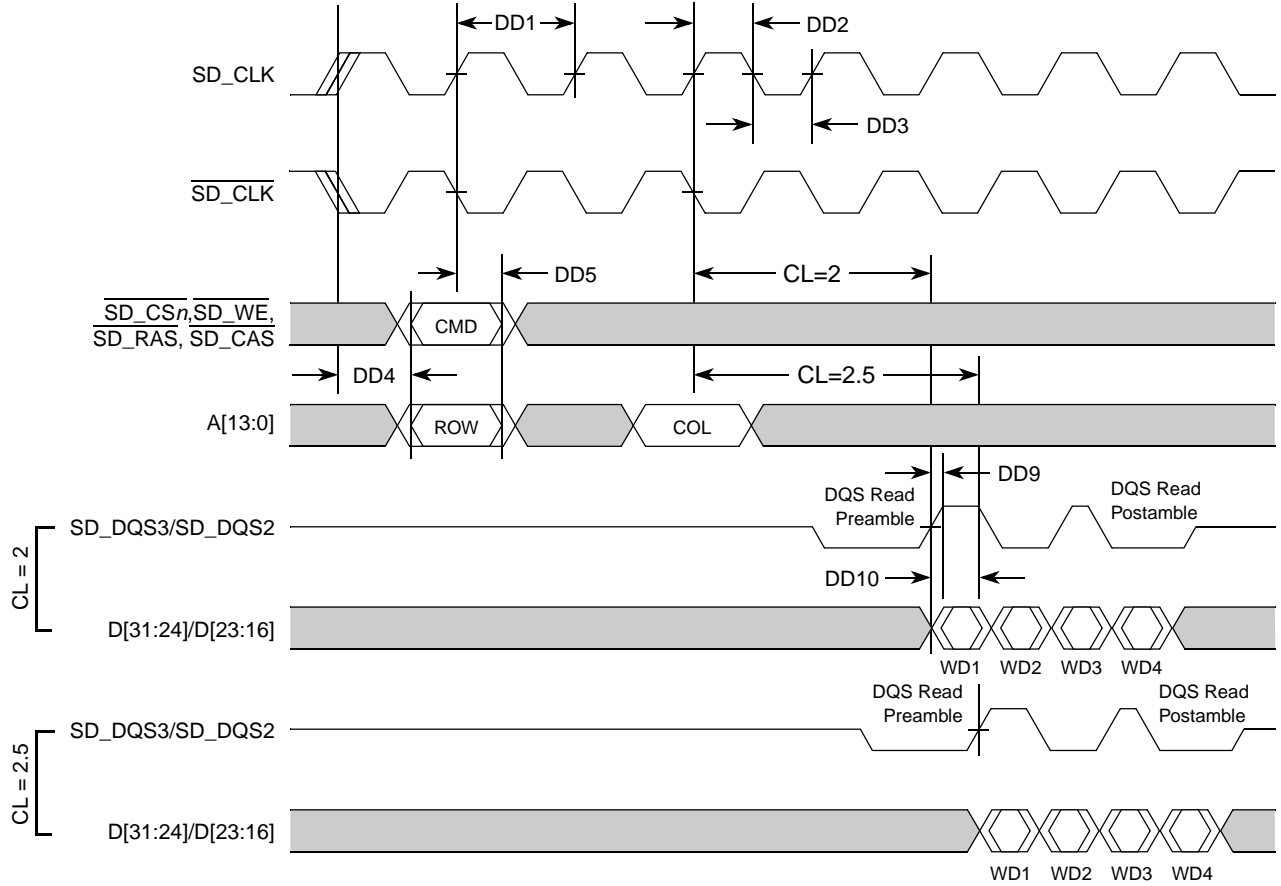 DD1
DD2
SD_CLK
DD3
SD_CLK
DD5
CL=2
SD_CSn,SD_WE,
SD_RAS, SD_CAS
CMD
DD4
CL=2.5
A[13:0]
ROW
COL
DD9
DQS Read
Preamble
DQS Read
Postamble
SD_DQS3/SD_DQS2
CL = 2
DD10
D[31:24]/D[23:16]
WD1 WD2 WD3 WD4
DQS Read
Preamble
DQS Read
Postamble
SD_DQS3/SD_DQS2
CL = 2.5
D[31:24]/D[23:16]
WD1 WD2 WD3 WD4